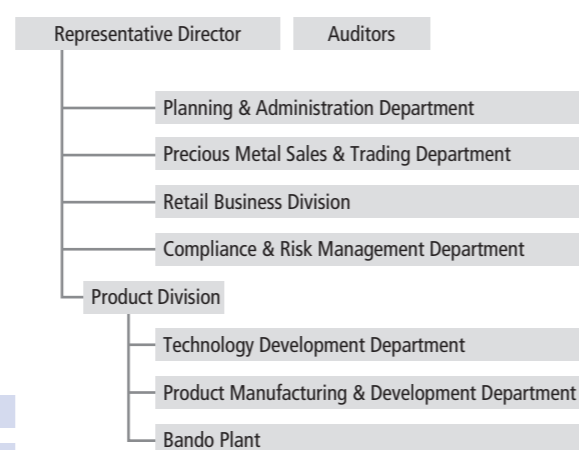 Representative Director
Auditors
Planning & Administration Department
Precious Metal Sales & Trading Department
Retail Business Division
Compliance & Risk Management Department
Product Division
Technology Development Department
Product Manufacturing & Development Department
Bando Plant